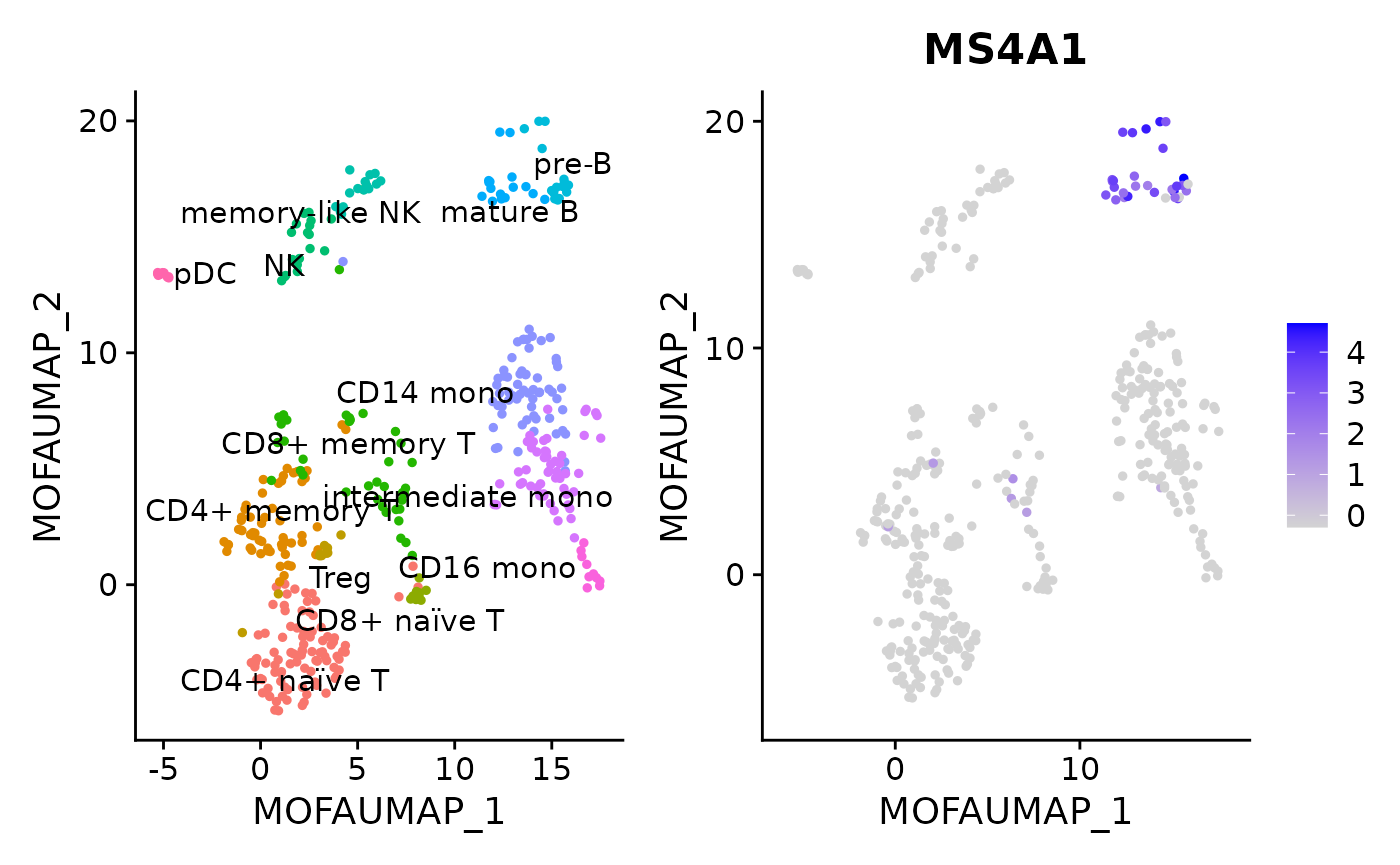 MS4A1
MOFAUMAP_2
20
10
0
pre-B
memory-like NK
mature B
NK
pDC
CD14 mono
CD8+ memory T
intermediate mono
CD4+ memory T
CD16 mono
Treg
CD8+ naïve T
CD4+ naïve T
-5
0
5
10
15
MOFAUMAP_1
MOFAUMAP_2
20
10
0
0
10
MOFAUMAP_1
4
3
2
1
0